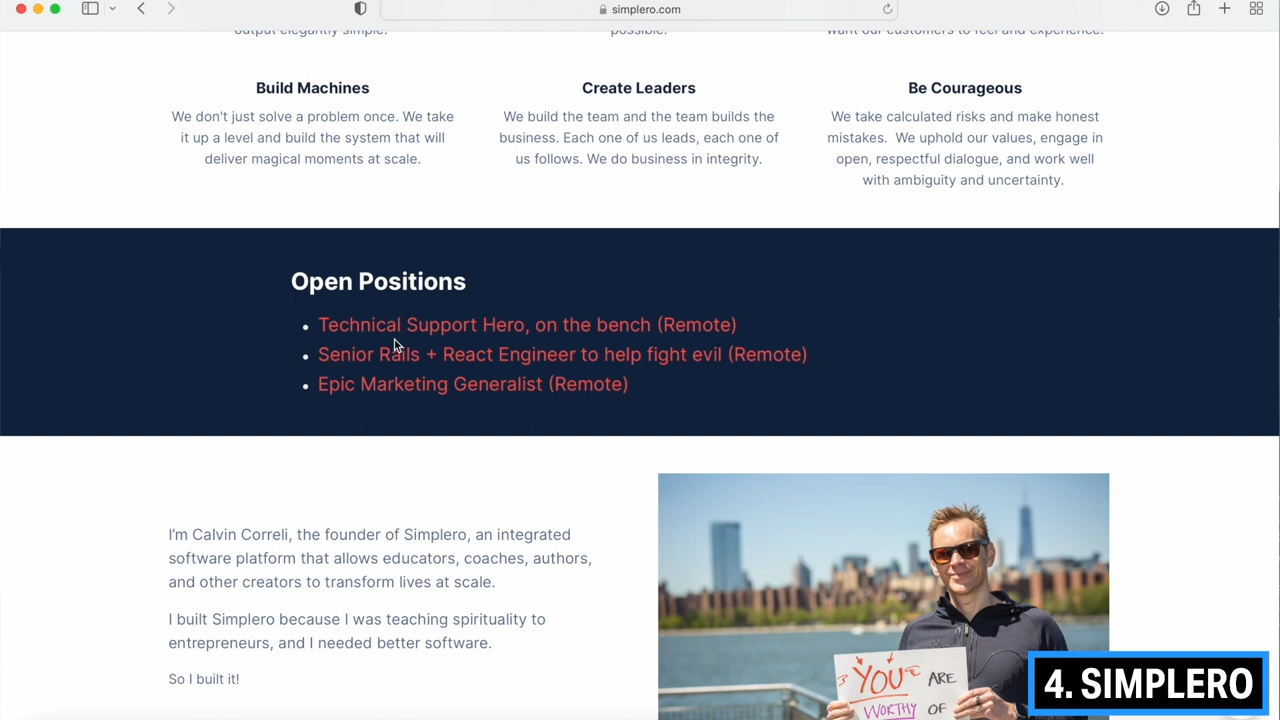 simplero.com
output elegantly simple.
possible.
want our customers to feel and experience.
Build Machines
We don't just solve a problem once. We take
it up a level and build the system that will
deliver magical moments at scale.
Create Leaders
We build the team and the team builds the
business. Each one of us leads, each one of
us follows. We do business in integrity.
Be Courageous
We take calculated risks and make honest
mistakes. We uphold our values, engage in
open, respectful dialogue, and work well
with ambiguity and uncertainty.
Open Positions
Technical Support Hero, on the bench (Remote)
Senior Rails + React Engineer to help fight evil (Remote)
Epic Marketing Generalist (Remote)
I'm Calvin Correli, the founder of Simplero, an integrated
software platform that allows educators, coaches, authors,
and other creators to transform lives at scale.
I built Simplero because I was teaching spirituality to
entrepreneurs, and I needed better software.
So I built it!
YOU ARE
WORTHY OF
4. SIMPLERO